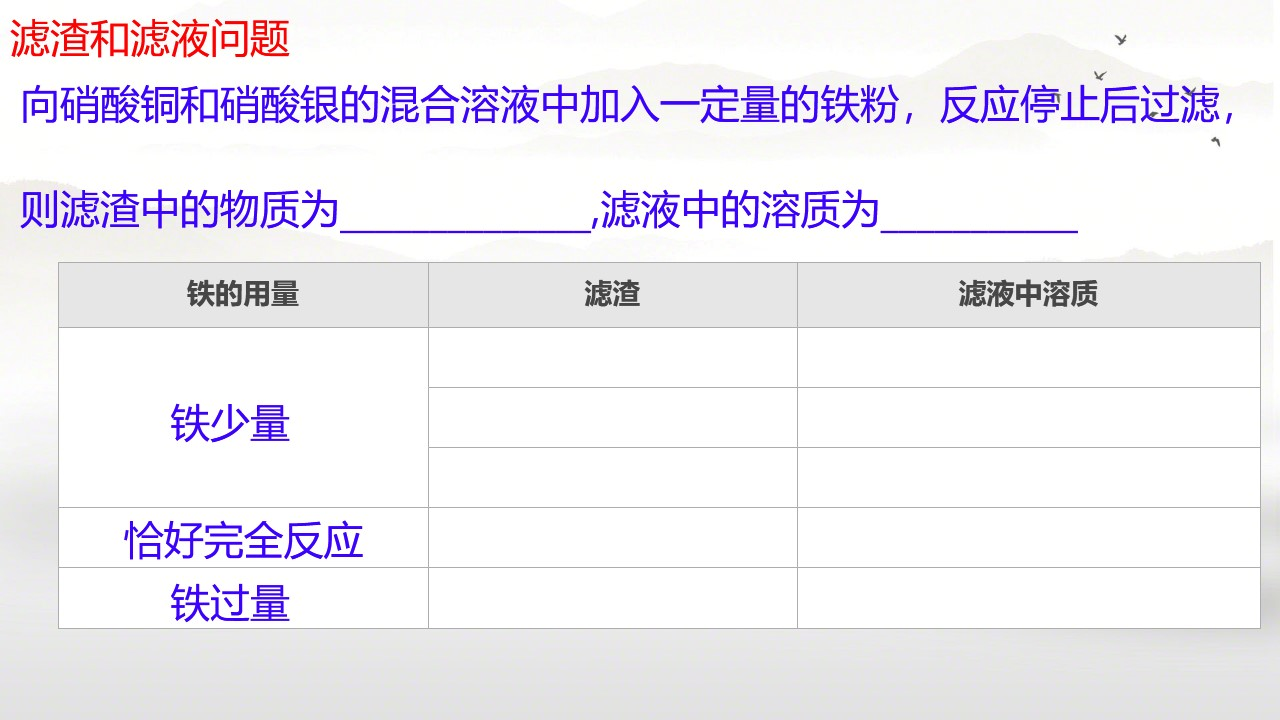 滤渣和滤液问题
向硝酸铜和硝酸银的混合溶液中加入一定量的铁粉，反应停止后过滤，
则滤渣中的物质为______________,滤液中的溶质为___________
铁的用量 滤渣 滤液中溶质
铁少量
恰好完全反应
铁过量